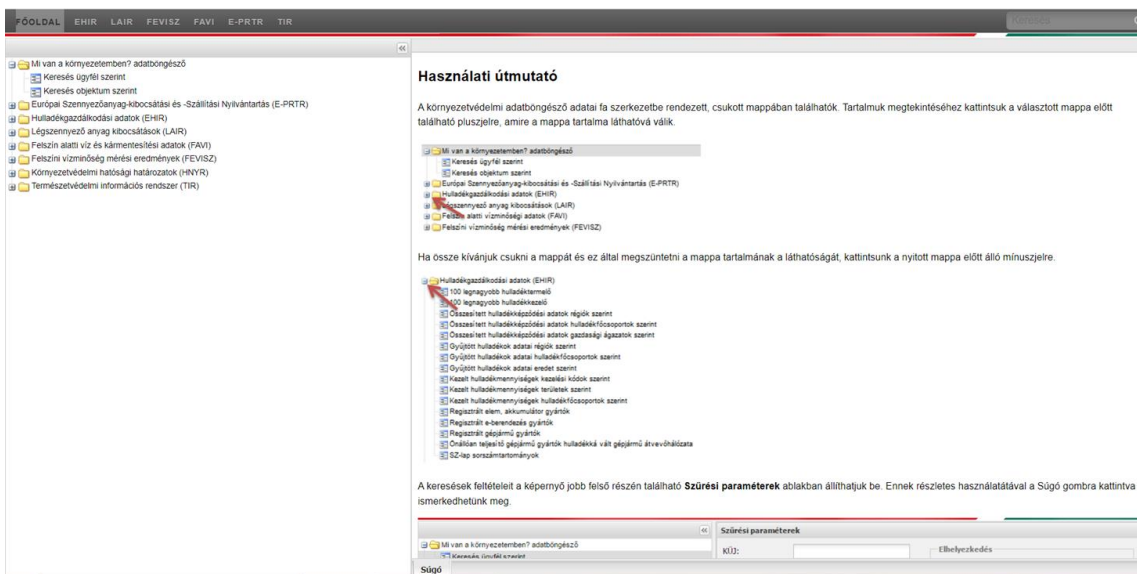 FŐOLDAL EHIR LAIR FEVISZ FAVI E-PRTR TIR
Keresés
Mi van a környezetemben? adatböngésző
Keresés ügyfél szerint
Keresés objektum szerint
Európai Szennyezőanyag-kibocsátási és -Szállítási Nyilvántartás (E-PRTR)
Hulladékgazdálkodási adatok (EHIR)
Légszennyező anyag kibocsátások (LAIR)
Felszín alatti víz és kármentesítési adatok (FAVI)
Felszíni vízminőség mérési eredmények (FEVISZ)
Környezetvédelmi hatósági határozatok (HNYR)
Természetvédelmi információs rendszer (TIR)
Használati útmutató
A környezetvédelmi adatböngésző adatai fa szerkezetbe rendezett, csukott mappában találhatók. Tartalmuk megtekintéséhez kattintsuk a választott mappa előtt
található pluszjelre, amire a mappa tartalma láthatóvá válik.
Mi van a környezetemben? adatböngésző
Keresés ügyfél szerint
Keresés objektum szerint
Európai Szennyezőanyag-kibocsátási és -Szállítási Nyilvántartás (E-PRTR)
Hulladékgazdálkodási adatok (EHIR)
Légszennyező anyag kibocsátások (LAIR)
Felszín alatti vízminőségi adatok (FAVI)
Felszíni vízminőség mérési eredmények (FEVISZ)
Ha össze kívánjuk csukni a mappát és ez által megszüntetni a mappa tartalmának a láthatóságát, kattintsunk a nyitott mappa előtt álló mínuszjelre.
Hulladékgazdálkodási adatok (EHIR)
100 legnagyobb hulladéktermelő
100 legnagyobb hulladékkezelő
Összesített hulladékképződési adatok régiók szerint
Összesített hulladékképződési adatok hulladékfőcsoportok szerint
Összesített hulladékképződési adatok gazdasági ágazatok szerint
Gyűjtött hulladékok adatai régiók szerint
Gyűjtött hulladékok adatai hulladékfőcsoportok szerint
Gyűjtött hulladékok adatai eredet szerint
Kezelt hulladékmennyiségek kezelési kódok szerint
Kezelt hulladékmennyiségek területek szerint
Kezelt hulladékmennyiségek hulladékfőcsoportok szerint
Regisztrált elem, akkumulátor gyártók
Regisztrált e-berendezés gyártók
Regisztrált gépjármű gyártók
Önállóan teljesítő gépjármű gyártók hulladékká vált gépjármű átvevőhálózata
SZ-lap sorszámtartományok
A keresések feltételeit a képernyő jobb felső részén található Szűrési paraméterek ablakban állíthatjuk be. Ennek részletes használatátával a Súgó gombra kattintva
ismerkedhetünk meg.
Szűrési paraméterek
Mi van a környezetemben? adatböngésző
Keresés ügyfél szerint
KÜJ:
Elhelyezkedés
Súgó